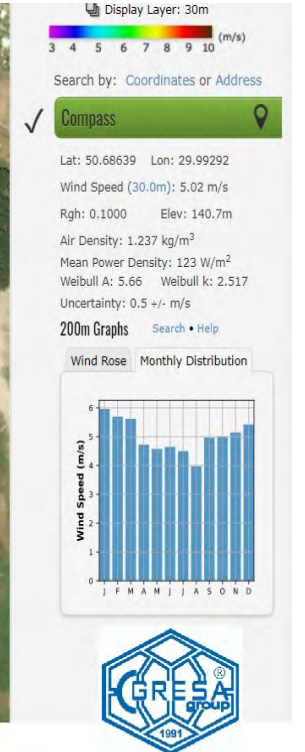 Display Layer: 30m
3 4 5 6 7 8 9 10 (m/s)
Search by: Coordinates or Address
✓ Compass
Lat: 50.68639 Lon: 29.99292
Wind Speed (30.0m): 5.02 m/s
Rgh: 0.1000 Elev: 140.7m
Air Density: 1.237 kg/m³
Mean Power Density: 123 W/m²
Weibull A: 5.66 Weibull k: 2.517
Uncertainty: 0.5 +/- m/s
200m Graphs Search • Help
Wind Rose Monthly Distribution
Wind Speed (m/s)
6
5
4
3
2
1
0
J F M A M J J A S O N D
GRESA®
group
1991